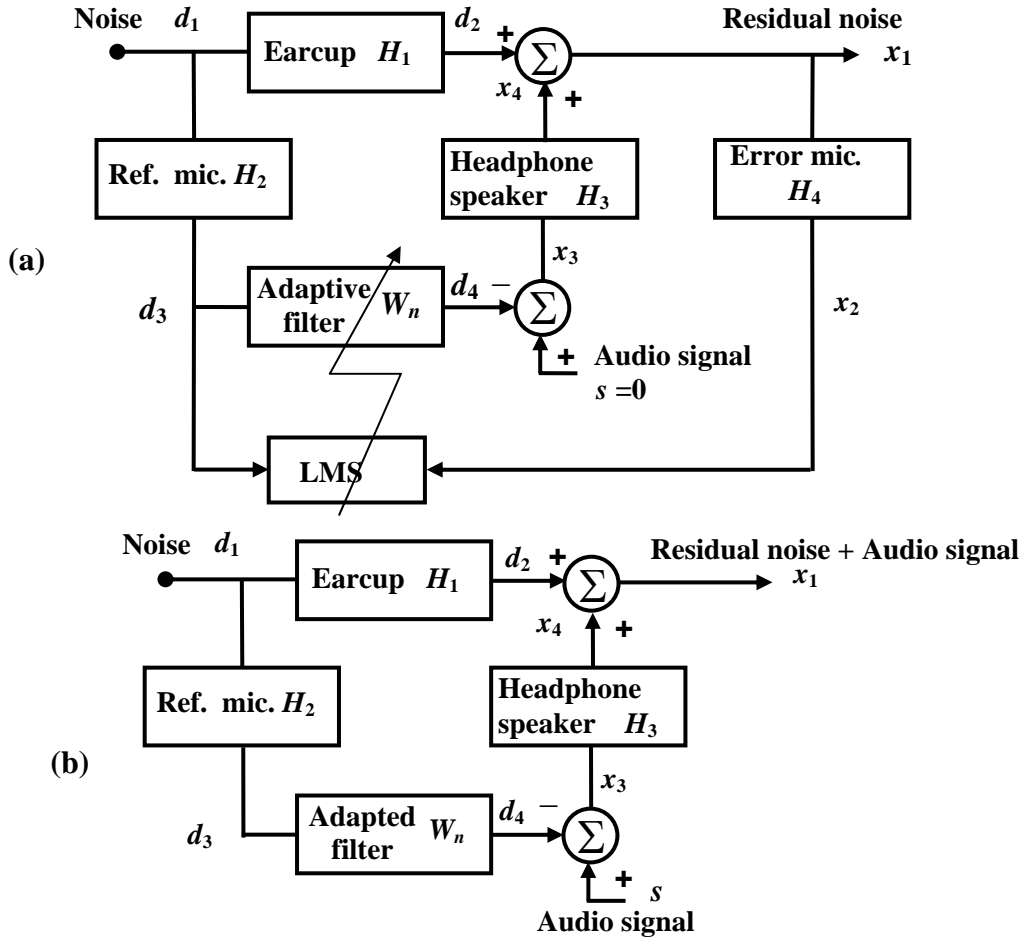 Noise d₁
d₂
+
Residual noise
Earcup H₁
Σ
x₁
x₄
+
Ref. mic. H₂
Headphone
speaker H₃
Error mic.
H₄
(a)
x₃
d₃
Adaptive Wₙ
filter
d₄ −
Σ
x₂
+
Audio signal
s =0
LMS
Noise d₁
d₂
+
Residual noise + Audio signal
x₁
Earcup H₁
Σ
x₄
+
Ref. mic. H₂
Headphone
speaker H₃
(b)
x₃
d₃
Adapted Wₙ
filter
d₄ −
Σ
+
s
Audio signal